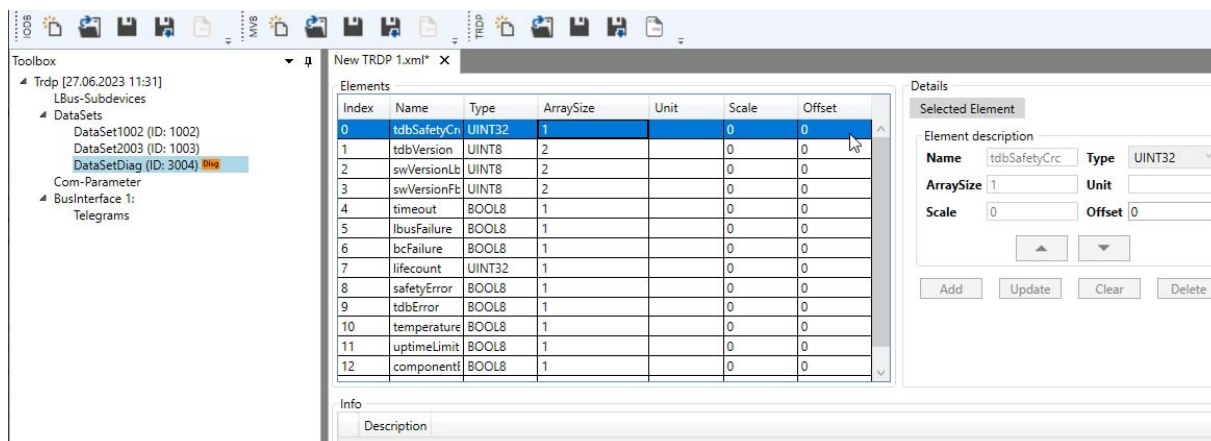 IODB
MVB
TRDP
Toolbox
Trdp [27.06.2023 11:31]
LBus-Subdevices
DataSets
DataSet1002 (ID: 1002)
DataSet2003 (ID: 1003)
DataSetDiag (ID: 3004) Diag
Com-Parameter
BusInterface 1:
Telegrams
New TRDP 1.xml* X
Elements
Index Name Type ArraySize Unit Scale Offset
0 tdbSafetyCrc UINT32 1 0 0
1 tdbVersion UINT8 2 0 0
2 swVersionLb UINT8 2 0 0
3 swVersionFb UINT8 2 0 0
4 timeout BOOL8 1 0 0
5 lbusFailure BOOL8 1 0 0
6 bcFailure BOOL8 1 0 0
7 lifecount UINT32 1 0 0
8 safetyError BOOL8 1 0 0
9 tdbError BOOL8 1 0 0
10 temperature BOOL8 1 0 0
11 uptimeLimit BOOL8 1 0 0
12 component BOOL8 1 0 0
Info
Description
Details
Selected Element
Element description
Name tdbSafetyCrc Type UINT32
ArraySize 1 Unit
Scale 0 Offset 0
Add Update Clear Delete